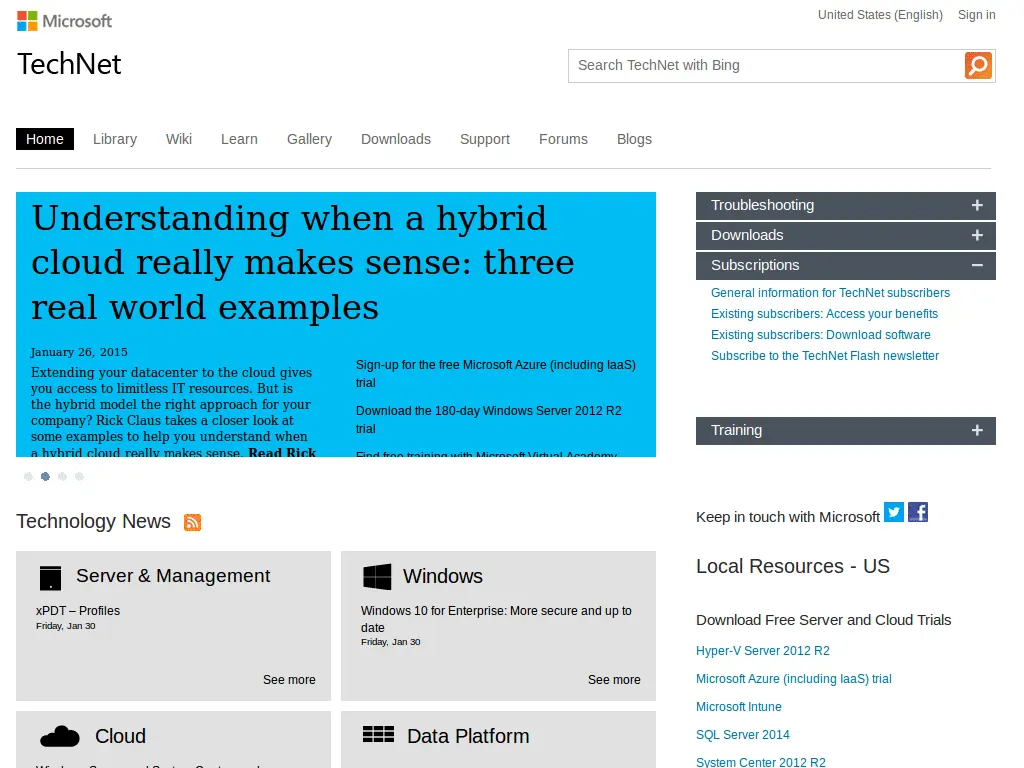 Microsoft
United States (English) Sign in
TechNet
Search TechNet with Bing
Home Library Wiki Learn Gallery Downloads Support Forums Blogs
Understanding when a hybrid
cloud really makes sense: three
real world examples
January 26, 2015
Extending your datacenter to the cloud gives
you access to limitless IT resources. But is
the hybrid model the right approach for your
company? Rick Claus takes a closer look at
some examples to help you understand when
a hybrid cloud really makes sense. Read Rick
Sign-up for the free Microsoft Azure (including IaaS)
trial
Download the 180-day Windows Server 2012 R2
trial
Find free training with Microsoft Virtual Academy
Troubleshooting
Downloads
Subscriptions
General information for TechNet subscribers
Existing subscribers: Access your benefits
Existing subscribers: Download software
Subscribe to the TechNet Flash newsletter
Training
Technology News
Server & Management
xPDT – Profiles
Friday, Jan 30
See more
Windows
Windows 10 for Enterprise: More secure and up to
date
Friday, Jan 30
See more
Cloud
Data Platform
Keep in touch with Microsoft
Local Resources - US
Download Free Server and Cloud Trials
Hyper-V Server 2012 R2
Microsoft Azure (including IaaS) trial
Microsoft Intune
SQL Server 2014
System Center 2012 R2